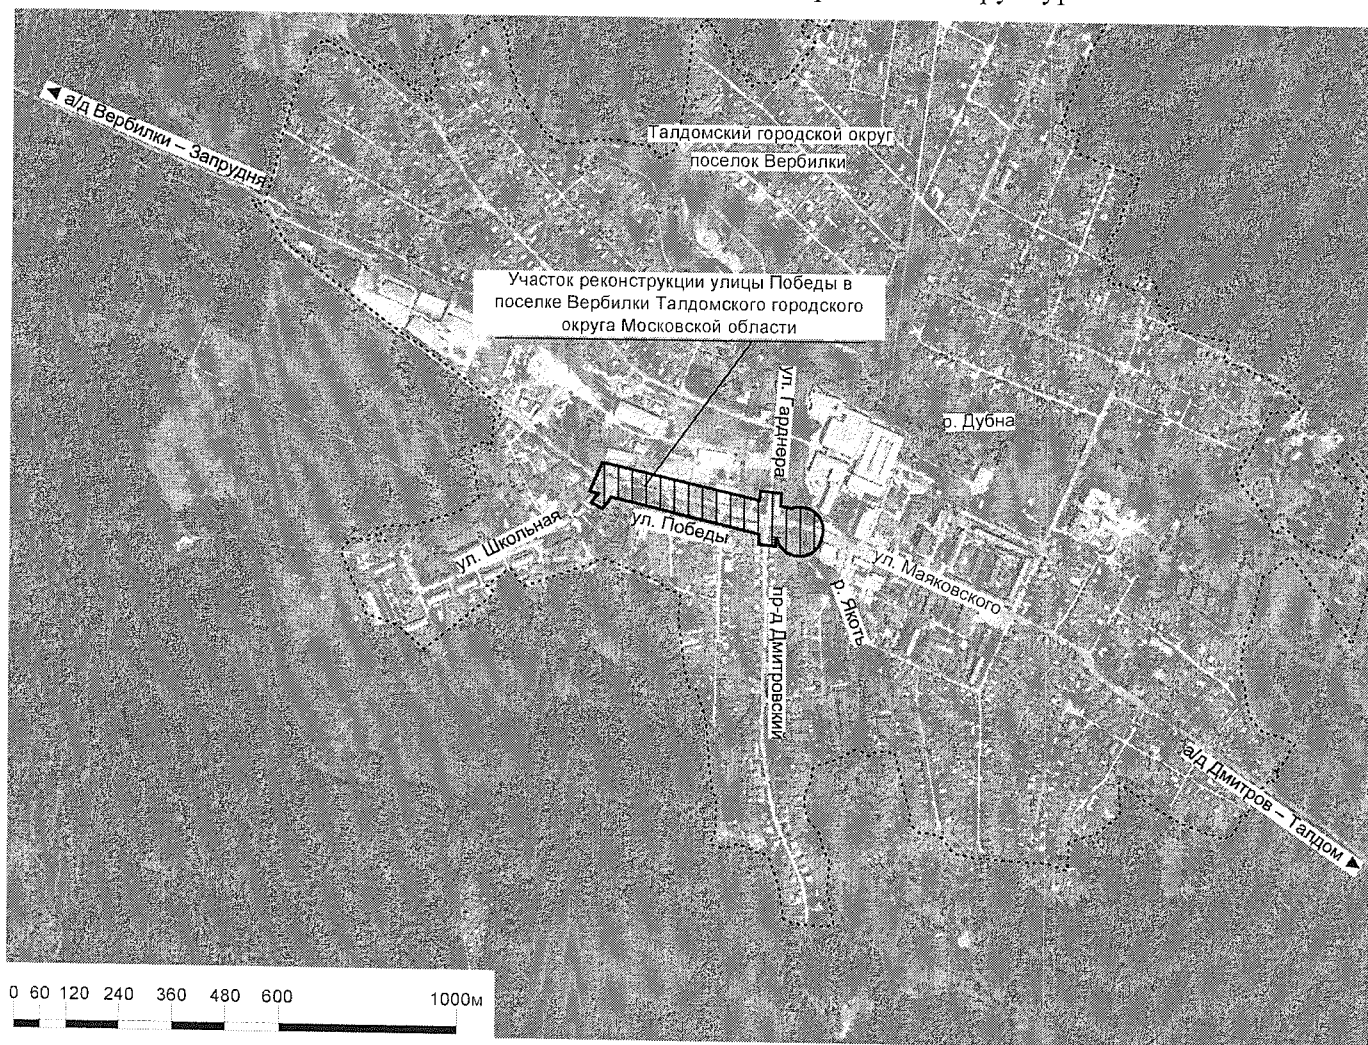 ◄ а/д Вербилки – Запрудня
Талдомский городской округ
поселок Вербилки
Участок реконструкции улицы Победы в
поселке Вербилки Талдомского городского
округа Московской области
ул. Гарднера
р. Дубна
ул. Победы
ул. Школьная
ул. Маяковского
р. Якоть
пр-д Дмитровский
а/д Дмитров – Талдом ►
0 60 120 240 360 480 600 1000м